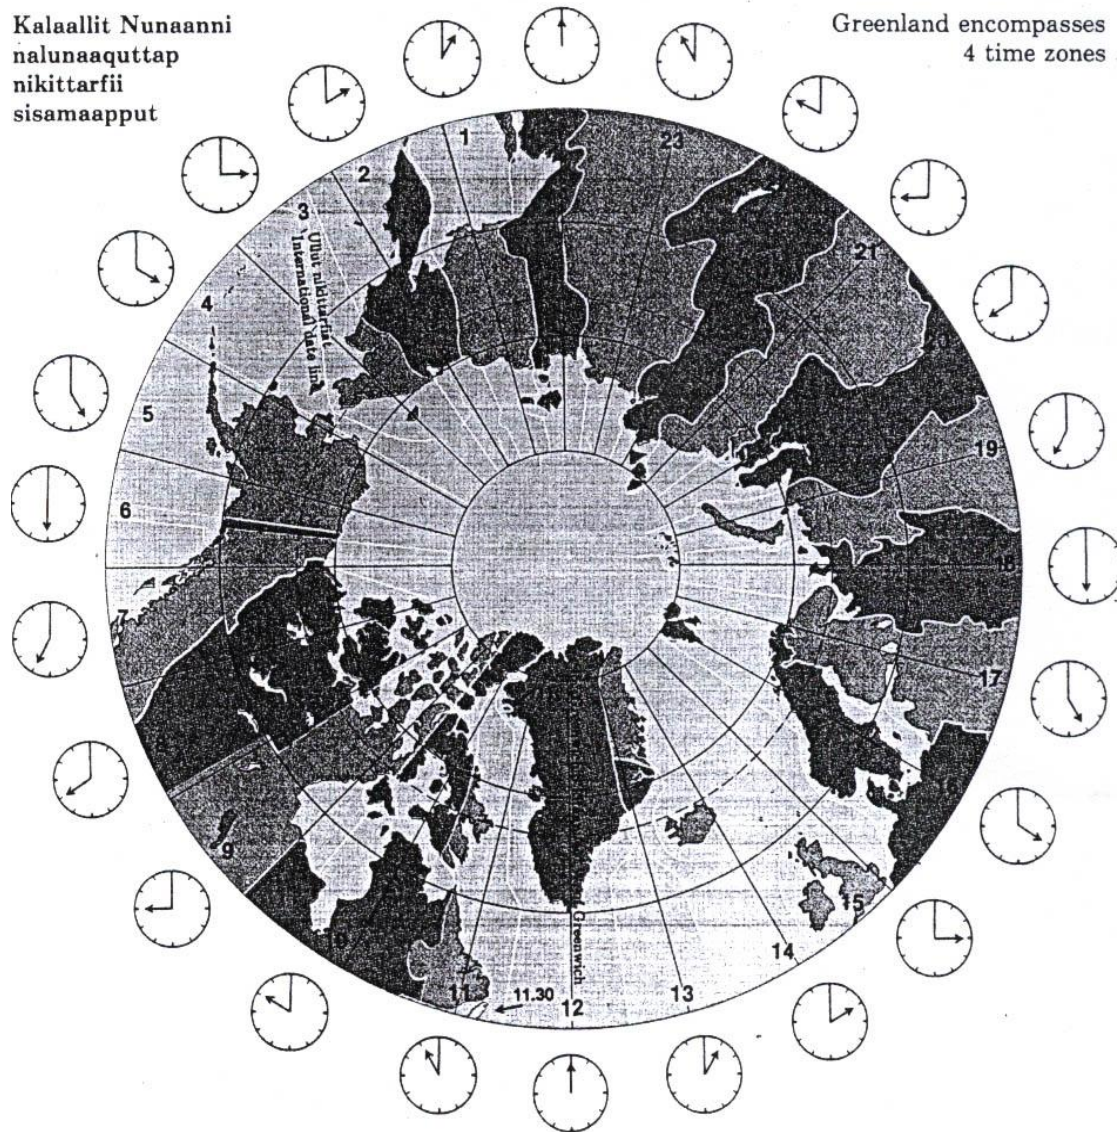 Kalaallit Nunaanni
nalunaaquttap
nikittarfii
sisamaapput
Greenland encompasses
4 time zones
1
23
2
3
21
4
Ullut nikittarfiat
International date line
20
5
19
6
18
7
17
8
16
9
15
10
14
11
11.30
13
12
Greenwich